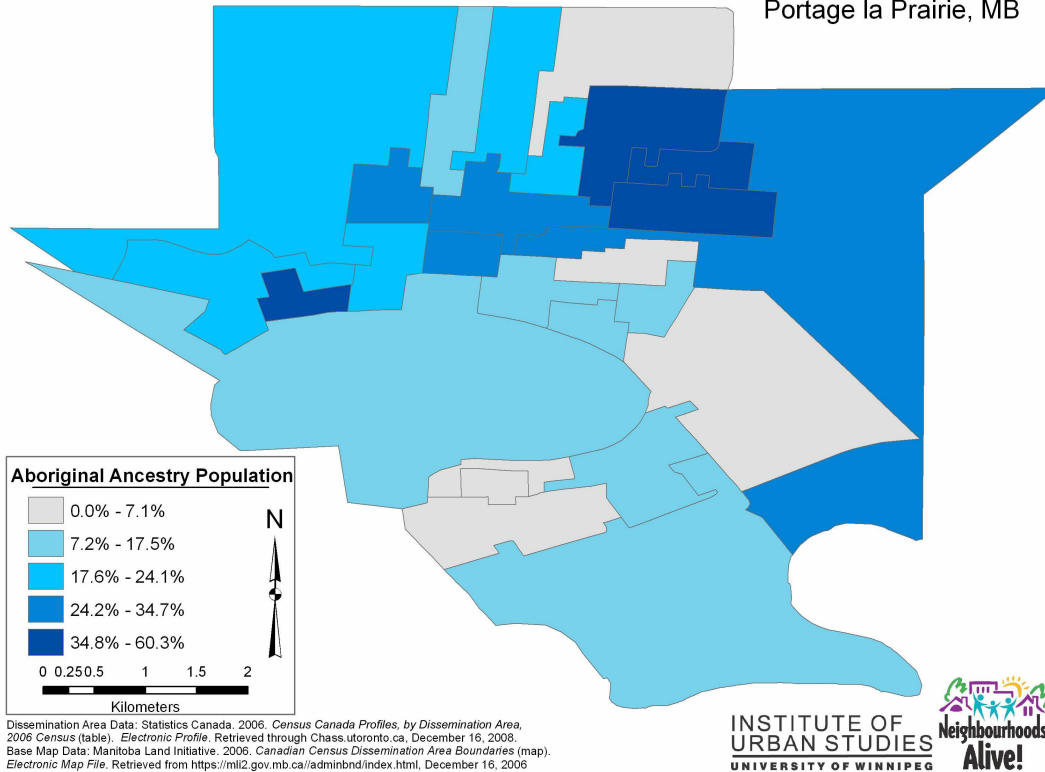 Portage la Prairie, MB
Aboriginal Ancestry Population
0.0% - 7.1%
7.2% - 17.5%
17.6% - 24.1%
24.2% - 34.7%
34.8% - 60.3%
N
0 0.25 0.5 1 1.5 2
Kilometers
Dissemination Area Data: Statistics Canada. 2006. Census Canada Profiles, by Dissemination Area,
2006 Census (table). Electronic Profile. Retrieved through Chass.utoronto.ca, December 16, 2008.
Base Map Data: Manitoba Land Initiative. 2006. Canadian Census Dissemination Area Boundaries (map).
Electronic Map File. Retrieved from https://mli2.gov.mb.ca//adminbnd/index.html, December 16, 2006
INSTITUTE OF
URBAN STUDIES
UNIVERSITY OF WINNIPEG
Neighbourhoods
Alive!